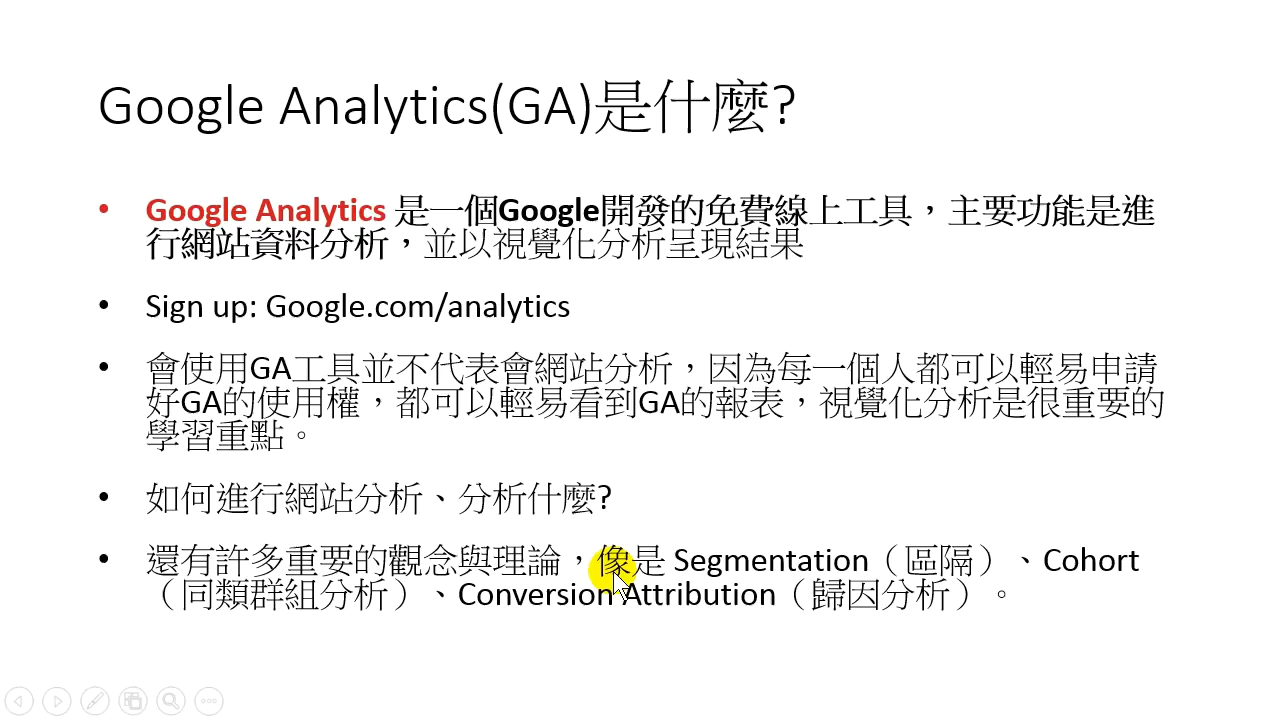 Google Analytics(GA)是什麼?
• Google Analytics 是一個Google開發的免費線上工具，主要功能是進
行網站資料分析，並以視覺化分析呈現結果
• Sign up: Google.com/analytics
• 會使用GA工具並不代表會網站分析，因為每一個人都可以輕易申請
好GA的使用權，都可以輕易看到GA的報表，視覺化分析是很重要的
學習重點。
• 如何進行網站分析、分析什麼?
• 還有許多重要的觀念與理論，像是 Segmentation（區隔）、Cohort
（同類群組分析）、Conversion Attribution（歸因分析）。